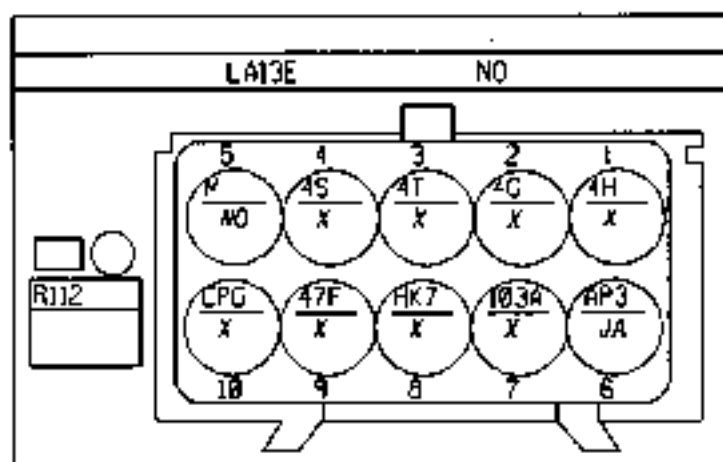 LA13E NO
5 4 3 2 1
4S 4T 4H
NO X X X X
R112 CPG 47F HK7 103A AP3
X X X X JA
10 9 8 7 6